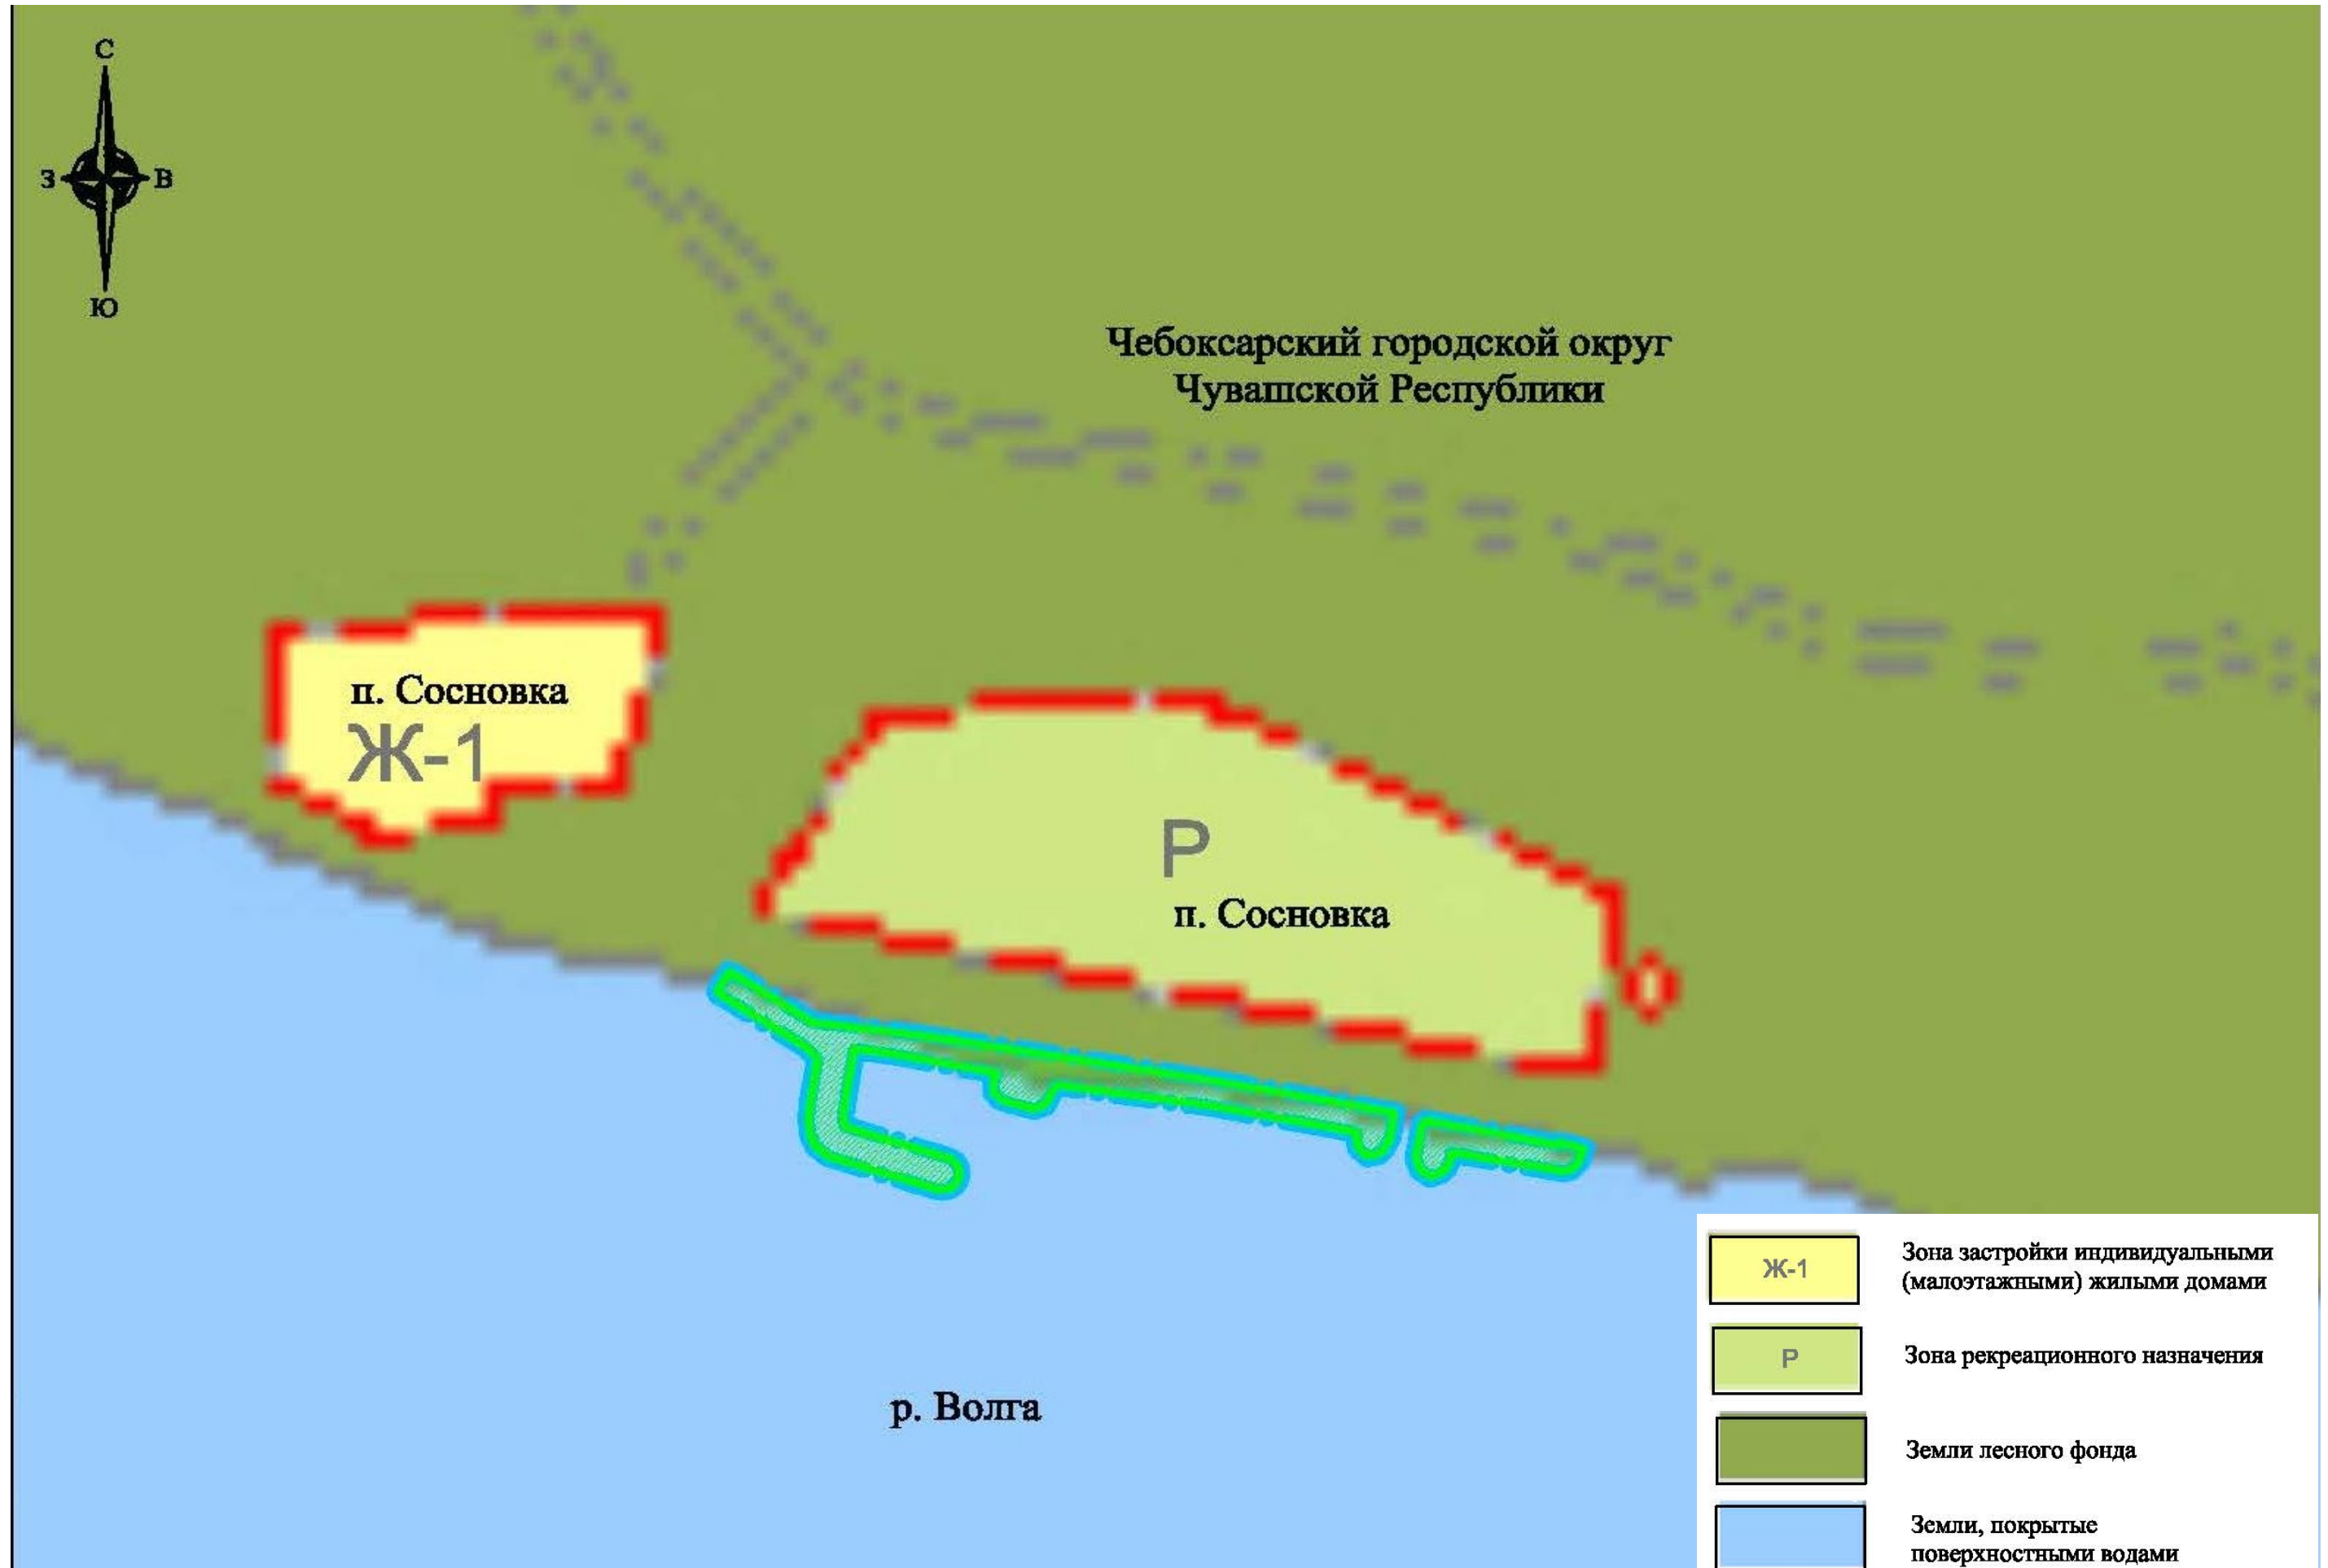 С
З
В
Ю
Чебоксарский городской округ
Чувашской Республики
п. Сосновка
Ж-1
Р
п. Сосновка
р. Волга
Ж-1
Зона застройки индивидуальными
(малоэтажными) жилыми домами
Р
Зона рекреационного назначения
Земли лесного фонда
Земли, покрытые
поверхностными водами